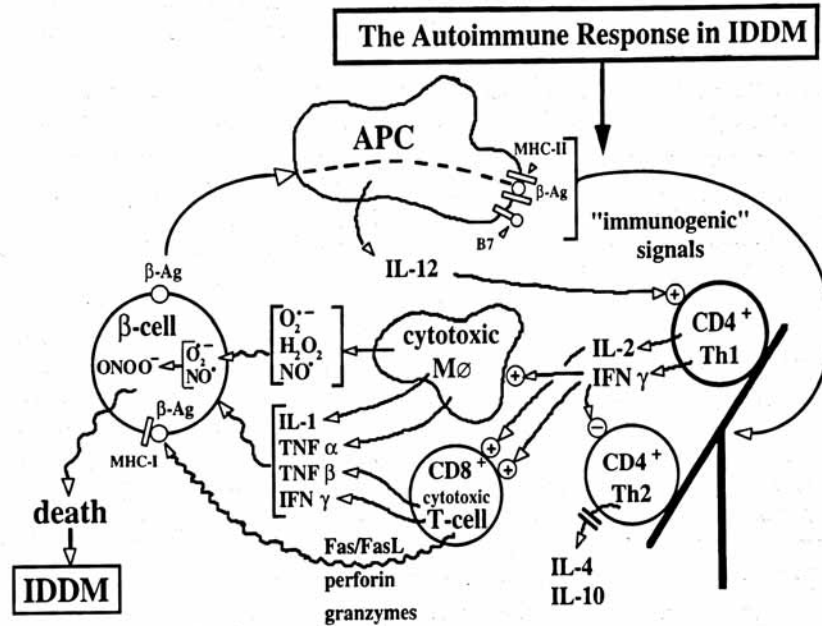 The Autoimmune Response in IDDM
APC
MHC-II
β-Ag
B7
"immunogenic"
signals
IL-12
+
β-Ag
β-cell
ONOO⁻
O₂•⁻
NO•
O₂•⁻
H₂O₂
NO•
cytotoxic
MØ
+
IL-2
IFN γ
CD4⁺
Th1
β-Ag
MHC-I
IL-1
TNF α
TNF β
IFN γ
CD8⁺
cytotoxic
T-cell
+
+
−
CD4⁺
Th2
death
IDDM
Fas/FasL
perforin
granzymes
IL-4
IL-10